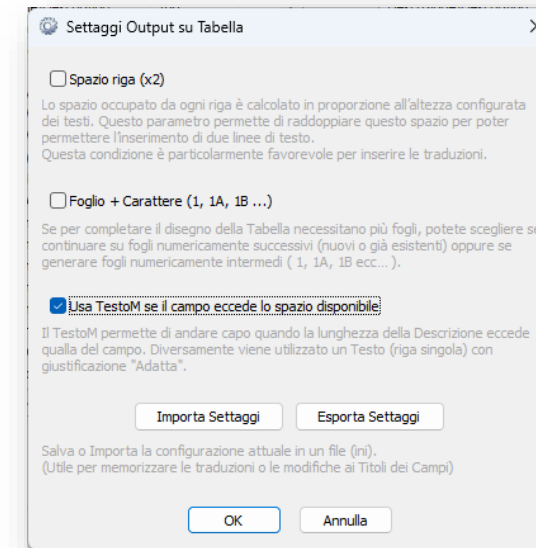 Settaggi Output su Tabella
Spazio riga (x2)
Lo spazio occupato da ogni riga è calcolato in proporzione all'altezza configurata
dei testi. Questo parametro permette di raddoppiare questo spazio per poter
permettere l'inserimento di due linee di testo.
Questa condizione è particolarmente favorevole per inserire le traduzioni.
Foglio + Carattere (1, 1A, 1B ...)
Se per completare il disegno della Tabella necessitano più fogli, potete scegliere se
continuare su fogli numericamente successivi (nuovi o già esistenti) oppure se
generare fogli numericamente intermedi ( 1, 1A, 1B ecc... ).
Usa TestoM se il campo eccede lo spazio disponibile
Il TestoM permette di andare capo quando la lunghezza della Descrizione eccede
qualla del campo. Diversamente viene utilizzato un Testo (riga singola) con
giustificazione "Adatta".
Importa Settaggi Esporta Settaggi
Salva o Importa la configurazione attuale in un file (ini).
(Utile per memorizzare le traduzioni o le modifiche ai Titoli dei Campi)
OK Annulla